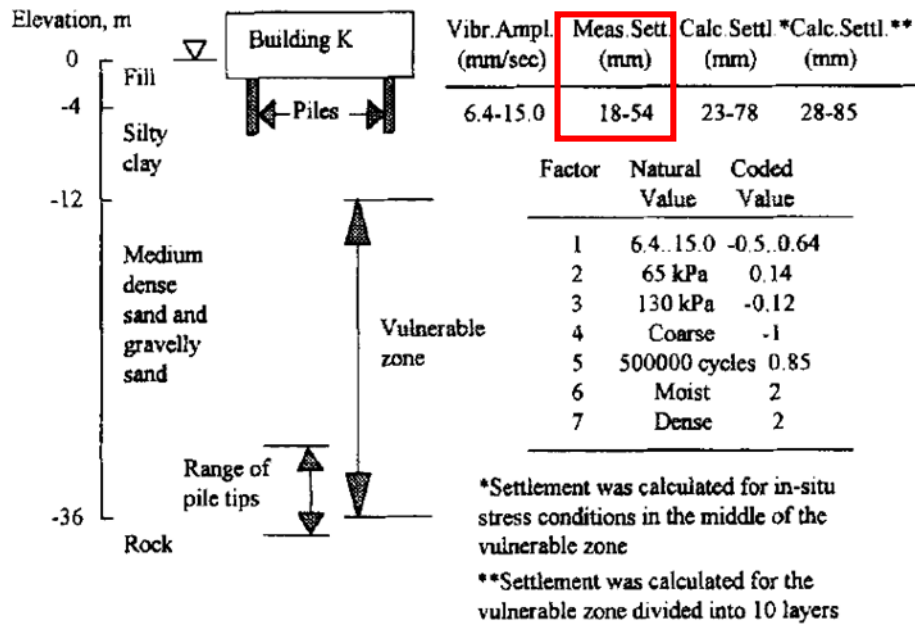 Elevation, m
0
Fill
-4
Silty
clay
-12
Medium
dense
sand and
gravelly
sand
-36
Rock
Building K
Piles
Vulnerable
zone
Range of
pile tips
Vibr.Ampl. Meas.Sett. Calc.Settl.*Calc.Settl.**
(mm/sec) (mm) (mm) (mm)
6.4-15.0 18-54 23-78 28-85
Factor Natural Coded
Value Value
1 6.4..15.0 -0.5..0.64
2 65 kPa 0.14
3 130 kPa -0.12
4 Coarse -1
5 500000 cycles 0.85
6 Moist 2
7 Dense 2
*Settlement was calculated for in-situ
stress conditions in the middle of the
vulnerable zone
**Settlement was calculated for the
vulnerable zone divided into 10 layers